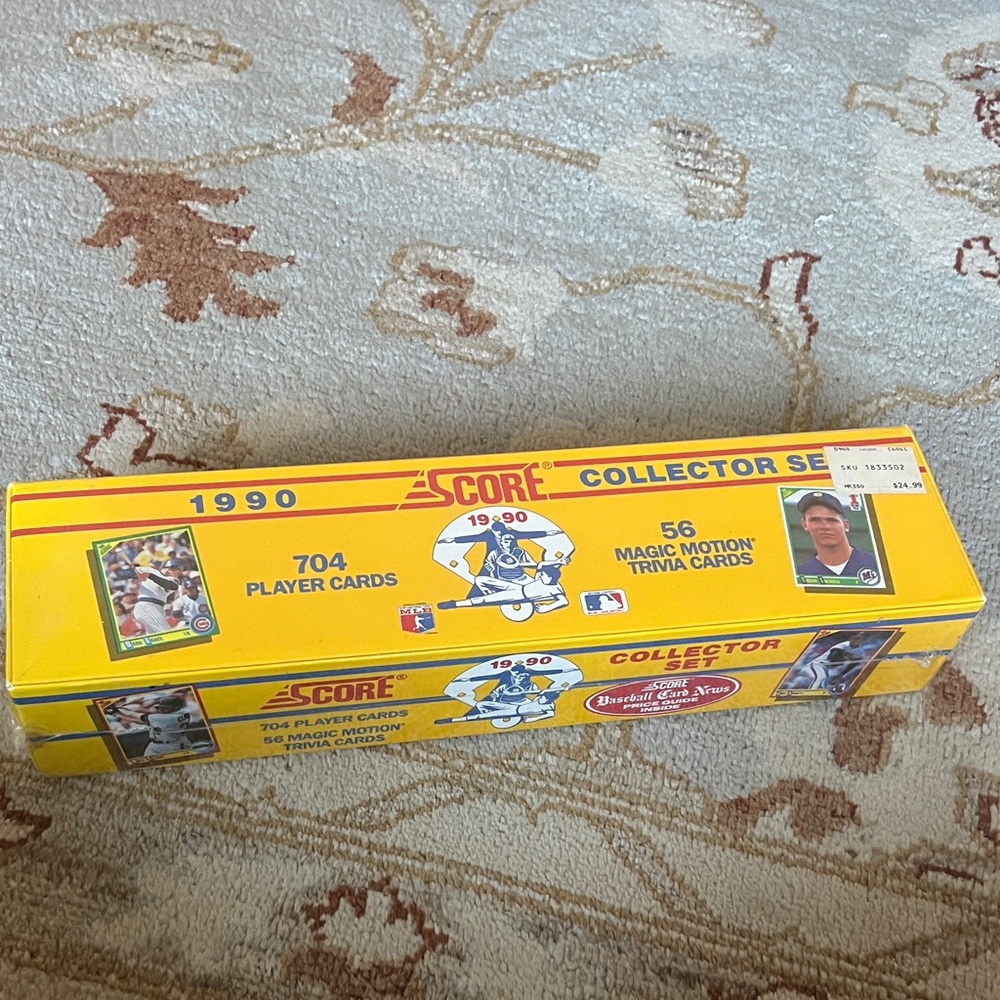 1990
SCORE®
COLLECTOR SE
SKU 1833502
MK350 $24.99
704
PLAYER CARDS
19 90
56
MAGIC MOTION®
TRIVIA CARDS
MLB
SCORE®
704 PLAYER CARDS
56 MAGIC MOTION®
TRIVIA CARDS
19 90
COLLECTOR
SET
SCORE
Baseball Card News
PRICE GUIDE
INSIDE